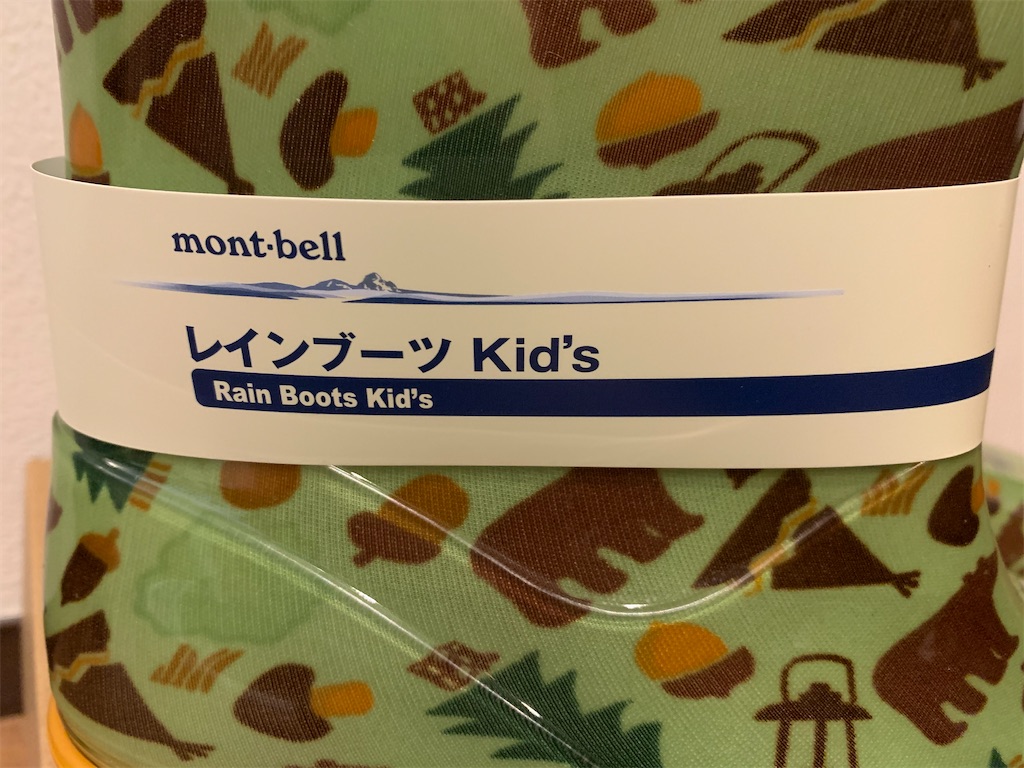 mont·bell
レインブーツ Kid's
Rain Boots Kid's